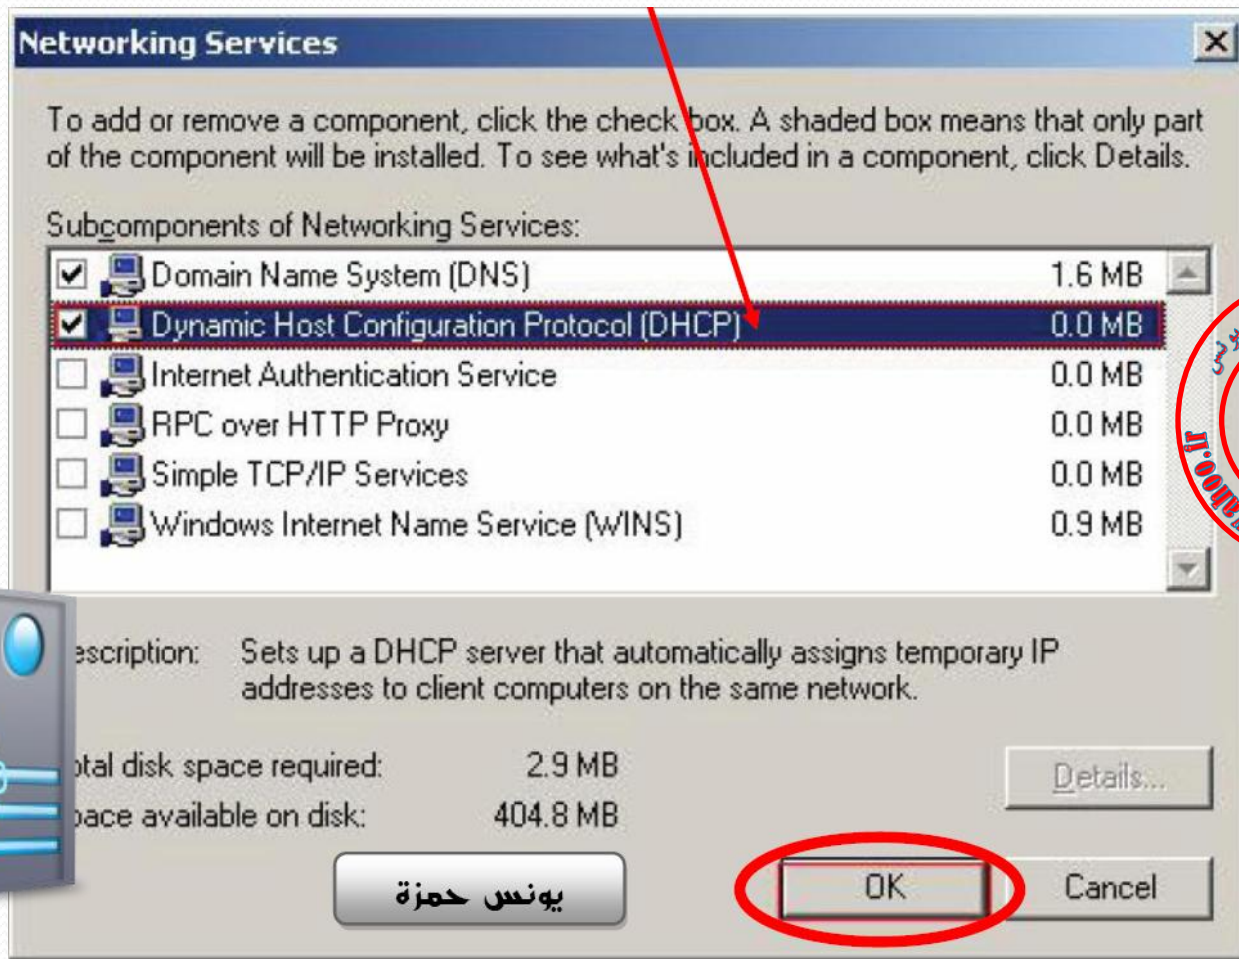 Networking Services
To add or remove a component, click the check box. A shaded box means that only part
of the component will be installed. To see what's included in a component, click Details.
Subcomponents of Networking Services:
Domain Name System (DNS) 1.6 MB
Dynamic Host Configuration Protocol (DHCP) 0.0 MB
Internet Authentication Service 0.0 MB
RPC over HTTP Proxy 0.0 MB
Simple TCP/IP Services 0.0 MB
Windows Internet Name Service (WINS) 0.9 MB
escription: Sets up a DHCP server that automatically assigns temporary IP
addresses to client computers on the same network.
otal disk space required: 2.9 MB
Details...
pace available on disk: 404.8 MB
يونس حمزة
OK
Cancel